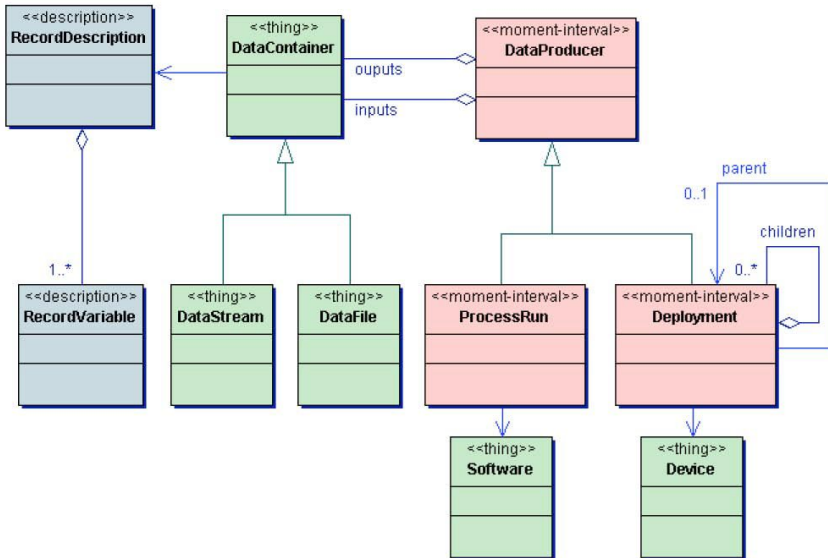 <<description>>
RecordDescription
<<thing>>
DataContainer
<<moment-interval>>
DataProducer
ouputs
inputs
parent
0..1
children
0..*
1..*
<<description>>
RecordVariable
<<thing>>
DataStream
<<thing>>
DataFile
<<moment-interval>>
ProcessRun
<<moment-interval>>
Deployment
<<thing>>
Software
<<thing>>
Device